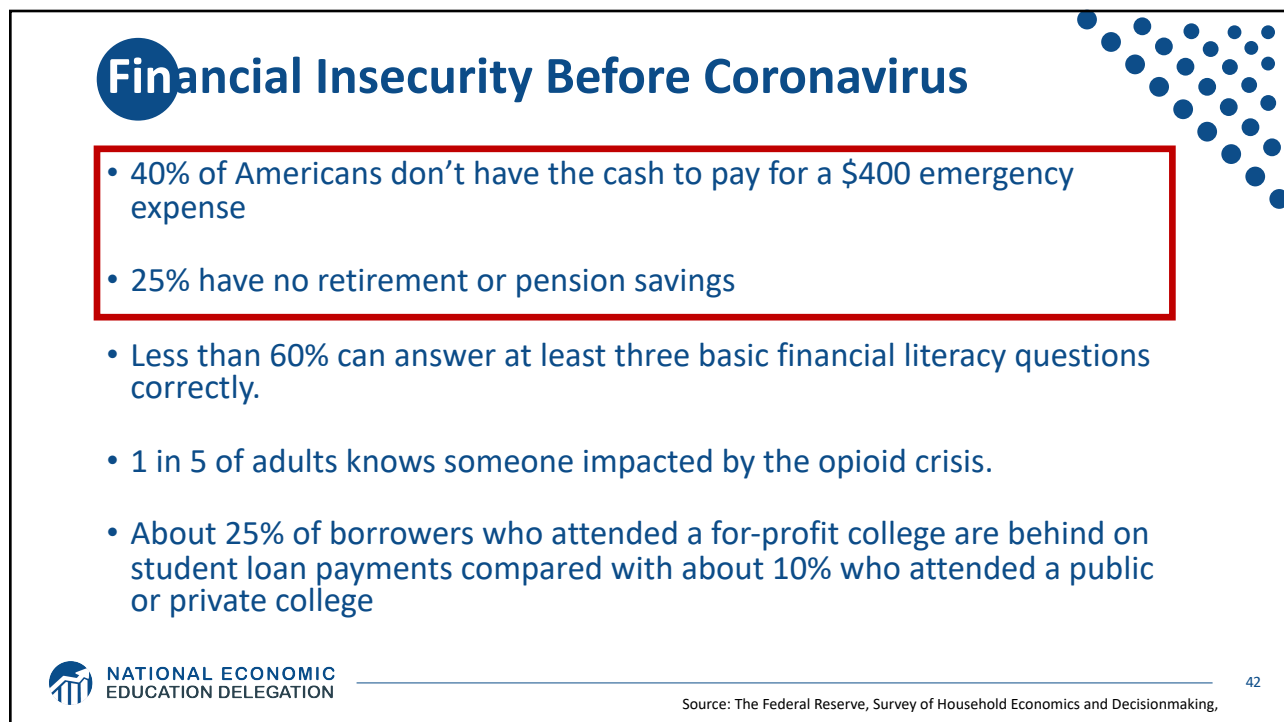 Financial Insecurity Before Coronavirus
• 40% of Americans don’t have the cash to pay for a $400 emergency
expense
• 25% have no retirement or pension savings
• Less than 60% can answer at least three basic financial literacy questions
correctly.
• 1 in 5 of adults knows someone impacted by the opioid crisis.
• About 25% of borrowers who attended a for-profit college are behind on
student loan payments compared with about 10% who attended a public
or private college
NATIONAL ECONOMIC
EDUCATION DELEGATION
42
Source: The Federal Reserve, Survey of Household Economics and Decisionmaking,